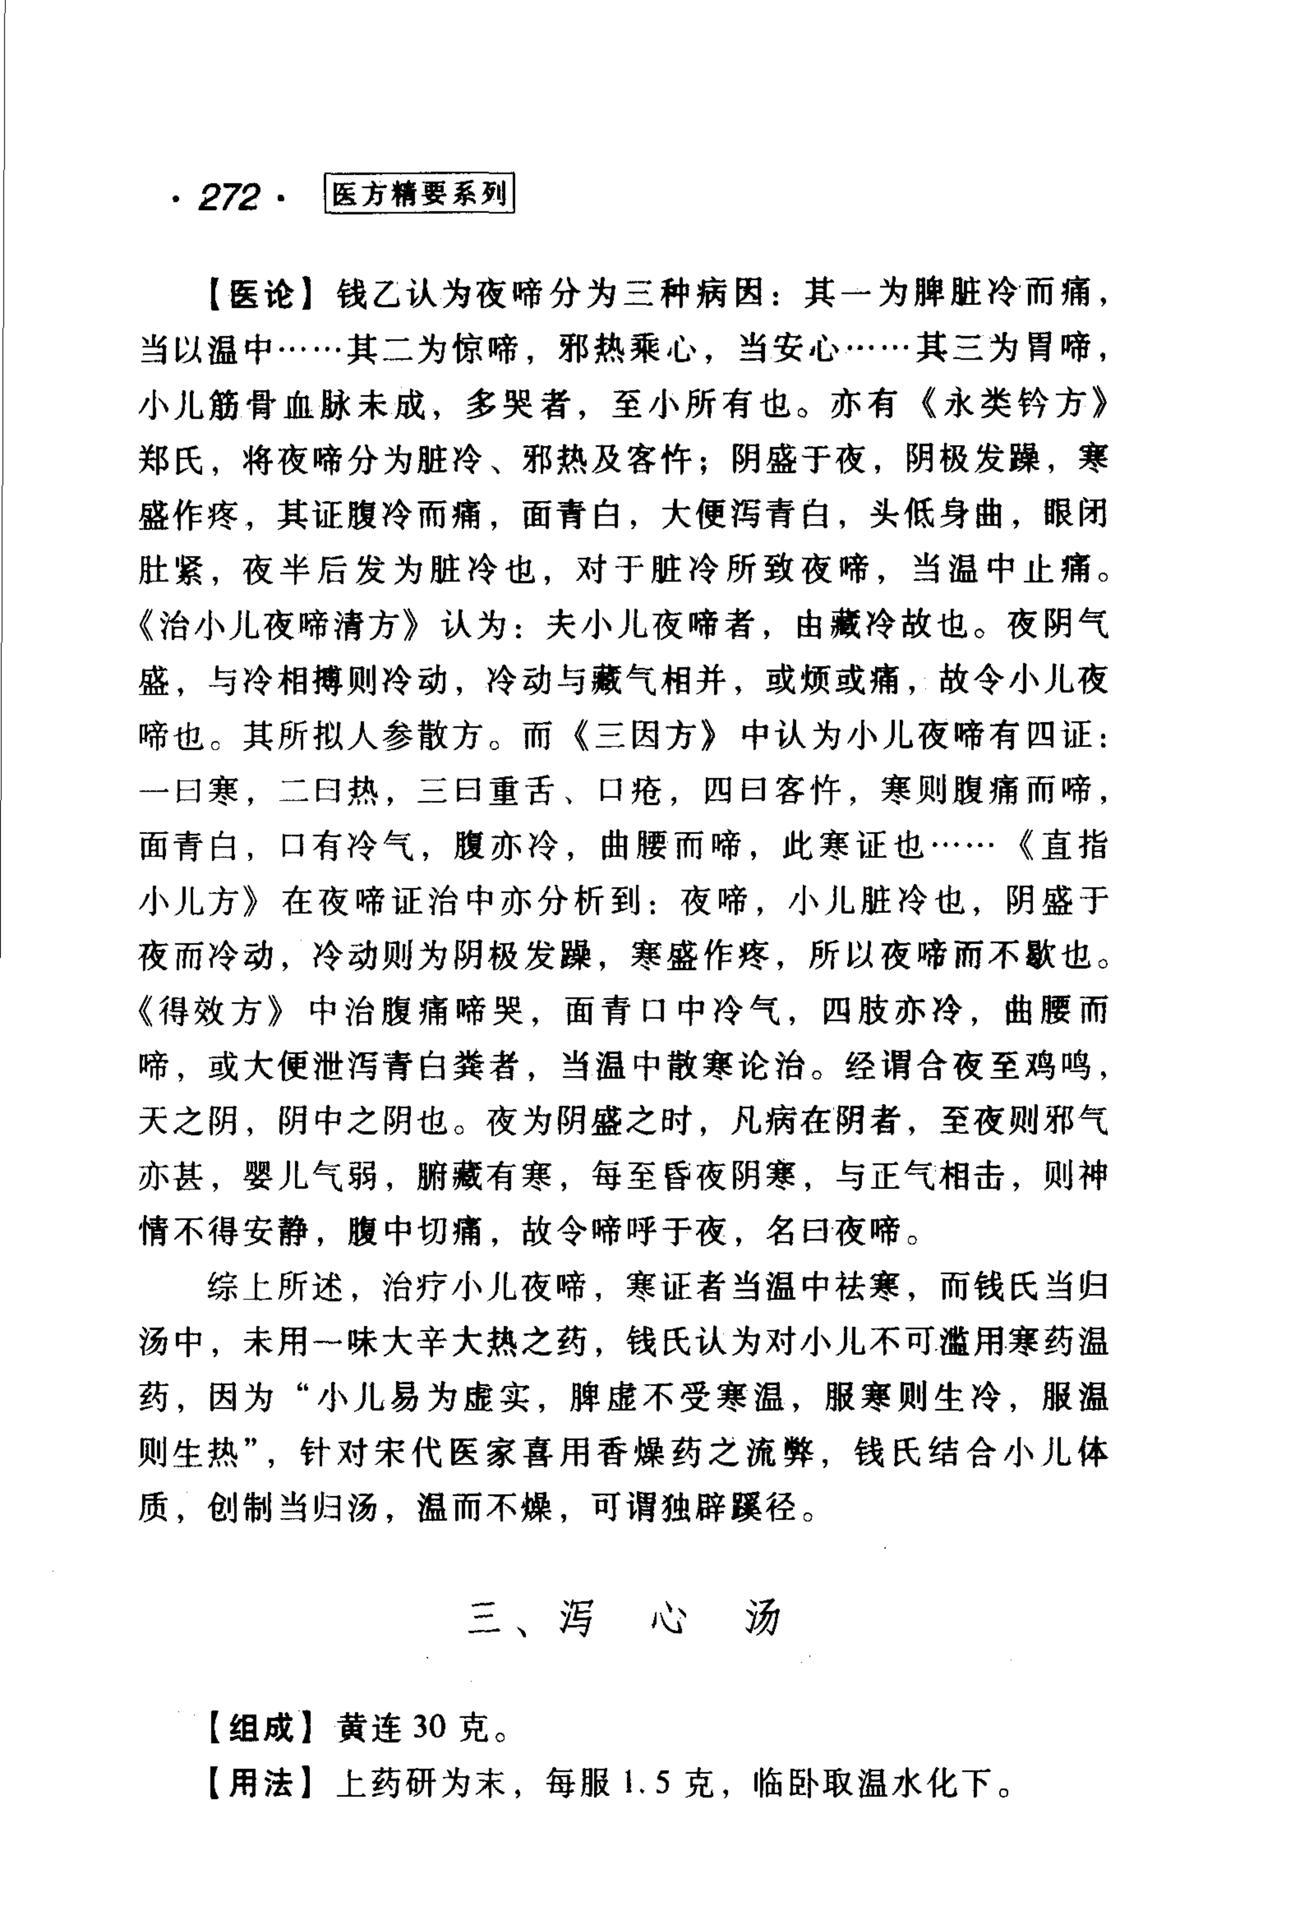 ·272· 医方精要系列
【医论】钱乙认为夜啼分为三种病因：其一为脾脏冷而痛，
当以温中……其二为惊啼，邪热乘心，当安心……其三为胃啼，
小儿筋骨血脉未成，多哭者，至小所有也。亦有《永类钤方》
郑氏，将夜啼分为脏冷、邪热及客忤；阴盛于夜，阴极发躁，寒
盛作疼，其证腹冷而痛，面青白，大便泻青白，头低身曲，眼闭
肚紧，夜半后发为脏冷也，对于脏冷所致夜啼，当温中止痛。
《治小儿夜啼清方》认为：夫小儿夜啼者，由藏冷故也。夜阴气
盛，与冷相搏则冷动，冷动与藏气相并，或烦或痛，故令小儿夜
啼也。其所拟人参散方。而《三因方》中认为小儿夜啼有四证：
一曰寒，二曰热，三曰重舌、口疮，四曰客忤，寒则腹痛而啼，
面青白，口有冷气，腹亦冷，曲腰而啼，此寒证也……《直指
小儿方》在夜啼证治中亦分析到：夜啼，小儿脏冷也，阴盛于
夜而冷动，冷动则为阴极发躁，寒盛作疼，所以夜啼而不歇也。
《得效方》中治腹痛啼哭，面青口中冷气，四肢亦冷，曲腰而
啼，或大便泄泻青白粪者，当温中散寒论治。经谓合夜至鸡鸣，
天之阴，阴中之阴也。夜为阴盛之时，凡病在阴者，至夜则邪气
亦甚，婴儿气弱，腑藏有寒，每至昏夜阴寒，与正气相击，则神
情不得安静，腹中切痛，故令啼呼于夜，名曰夜啼。
综上所述，治疗小儿夜啼，寒证者当温中祛寒，而钱氏当归
汤中，未用一味大辛大热之药，钱氏认为对小儿不可滥用寒药温
药，因为“小儿易为虚实，脾虚不受寒温，服寒则生冷，服温
则生热”，针对宋代医家喜用香燥药之流弊，钱氏结合小儿体
质，创制当归汤，温而不燥，可谓独辟蹊径。
三、泻 心 汤
【组成】黄连30克。
【用法】上药研为末，每服1.5克，临卧取温水化下。